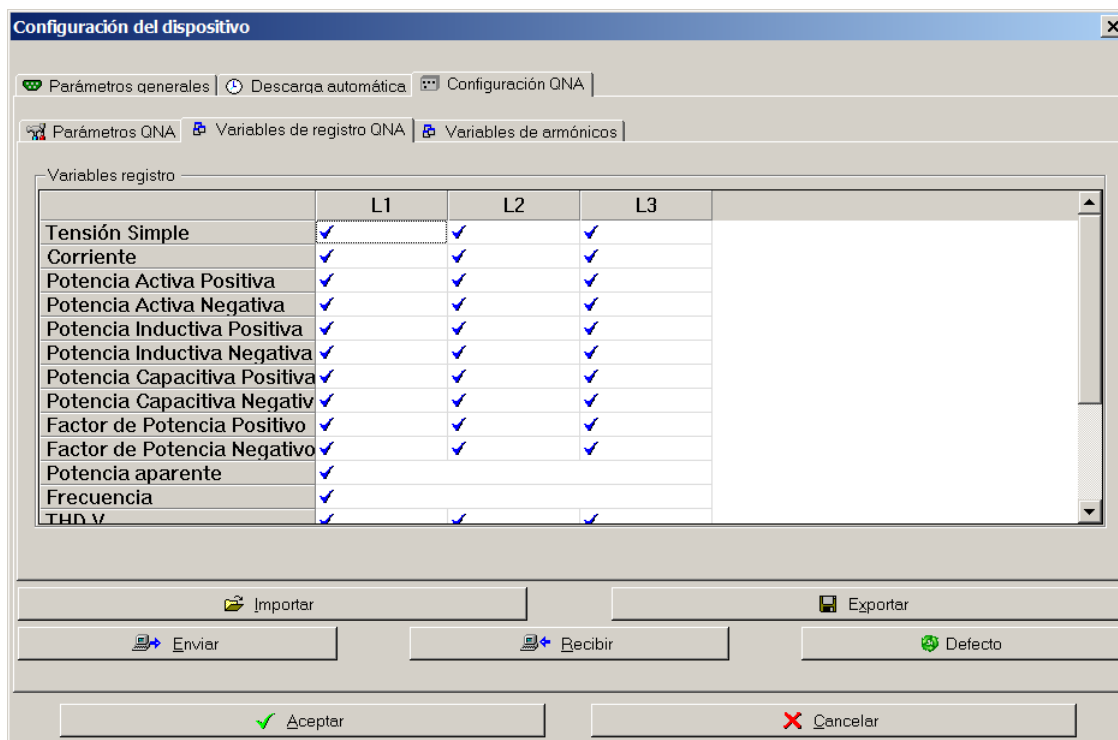 Configuración del dispositivo
Parámetros generales Descarga automática Configuración QNA
Parámetros QNA Variables de registro QNA Variables de armónicos
Variables registro
L1 L2 L3
Tensión Simple
Corriente
Potencia Activa Positiva
Potencia Activa Negativa
Potencia Inductiva Positiva
Potencia Inductiva Negativa
Potencia Capacitiva Positiva
Potencia Capacitiva Negativ
Factor de Potencia Positivo
Factor de Potencia Negativo
Potencia aparente
Frecuencia
THD V
Importar Exportar
Enviar Recibir Defecto
Aceptar Cancelar